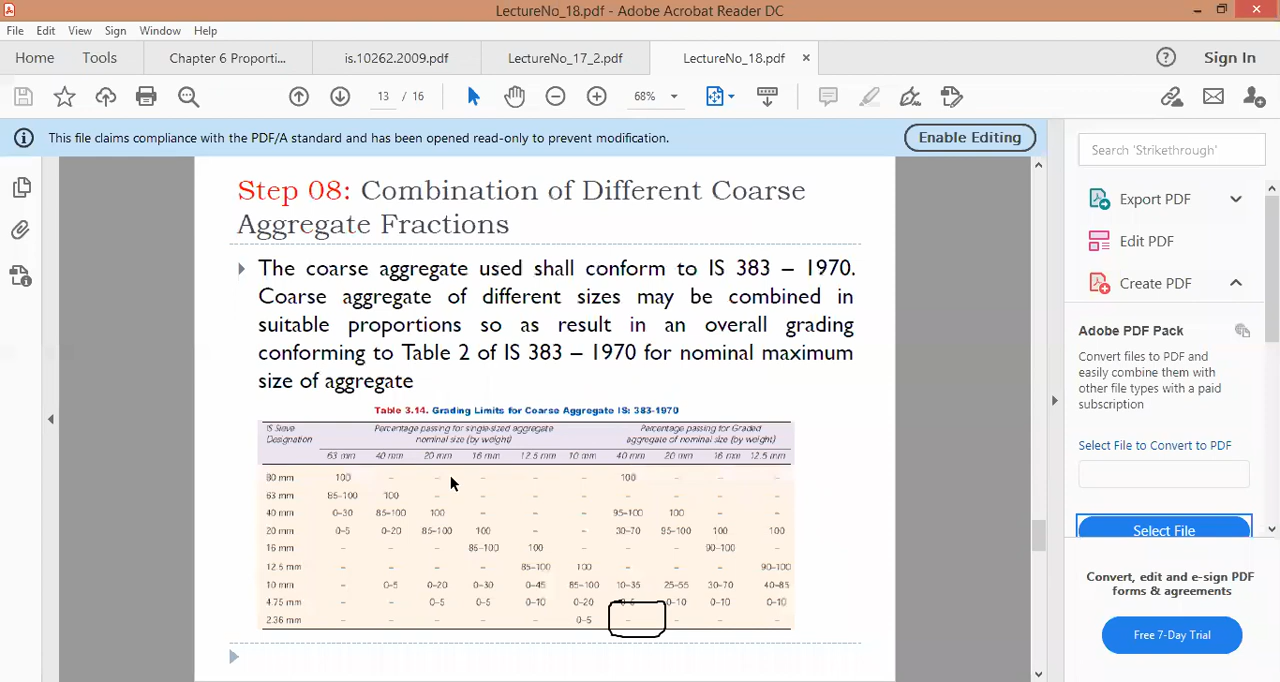 LectureNo_18.pdf - Adobe Acrobat Reader DC
File Edit View Sign Window Help
Home Tools Chapter 6 Proporti... is.10262.2009.pdf LectureNo_17_2.pdf LectureNo_18.pdf × Sign In
13 / 16 68%
This file claims compliance with the PDF/A standard and has been opened read-only to prevent modification. Enable Editing
Step 08: Combination of Different Coarse
Aggregate Fractions
The coarse aggregate used shall conform to IS 383 – 1970.
Coarse aggregate of different sizes may be combined in
suitable proportions so as result in an overall grading
conforming to Table 2 of IS 383 – 1970 for nominal maximum
size of aggregate
Table 3.14. Grading Limits for Coarse Aggregate IS: 383-1970
IS Sieve Percentage passing for single-sized aggregate Percentage passing for Graded
Designation nominal size (by weight) aggregate of nominal size (by weight)
63 mm 40 mm 20 mm 16 mm 12.5 mm 10 mm 40 mm 20 mm 16 mm 12.5 mm
80 mm 100 – – – – – 100 – – –
63 mm 85–100 100 – – – – – – – –
40 mm 0–30 85–100 100 – – – 95–100 100 – –
20 mm 0–5 0–20 85–100 100 – – 30–70 95–100 100 100
16 mm – – – 85–100 100 – – – 90–100 –
12.5 mm – – – – 85–100 100 – – – 90–100
10 mm – 0–5 0–20 0–30 0–45 85–100 10–35 25–55 30–70 40–85
4.75 mm – – 0–5 0–5 0–10 0–20 0–5 0–10 0–10 0–10
2.36 mm – – – – – 0–5 – – – –
Search 'Strikethrough'
Export PDF
Edit PDF
Create PDF
Adobe PDF Pack
Convert files to PDF and
easily combine them with
other file types with a paid
subscription
Select File to Convert to PDF
Select File
Convert, edit and e-sign PDF
forms & agreements
Free 7-Day Trial